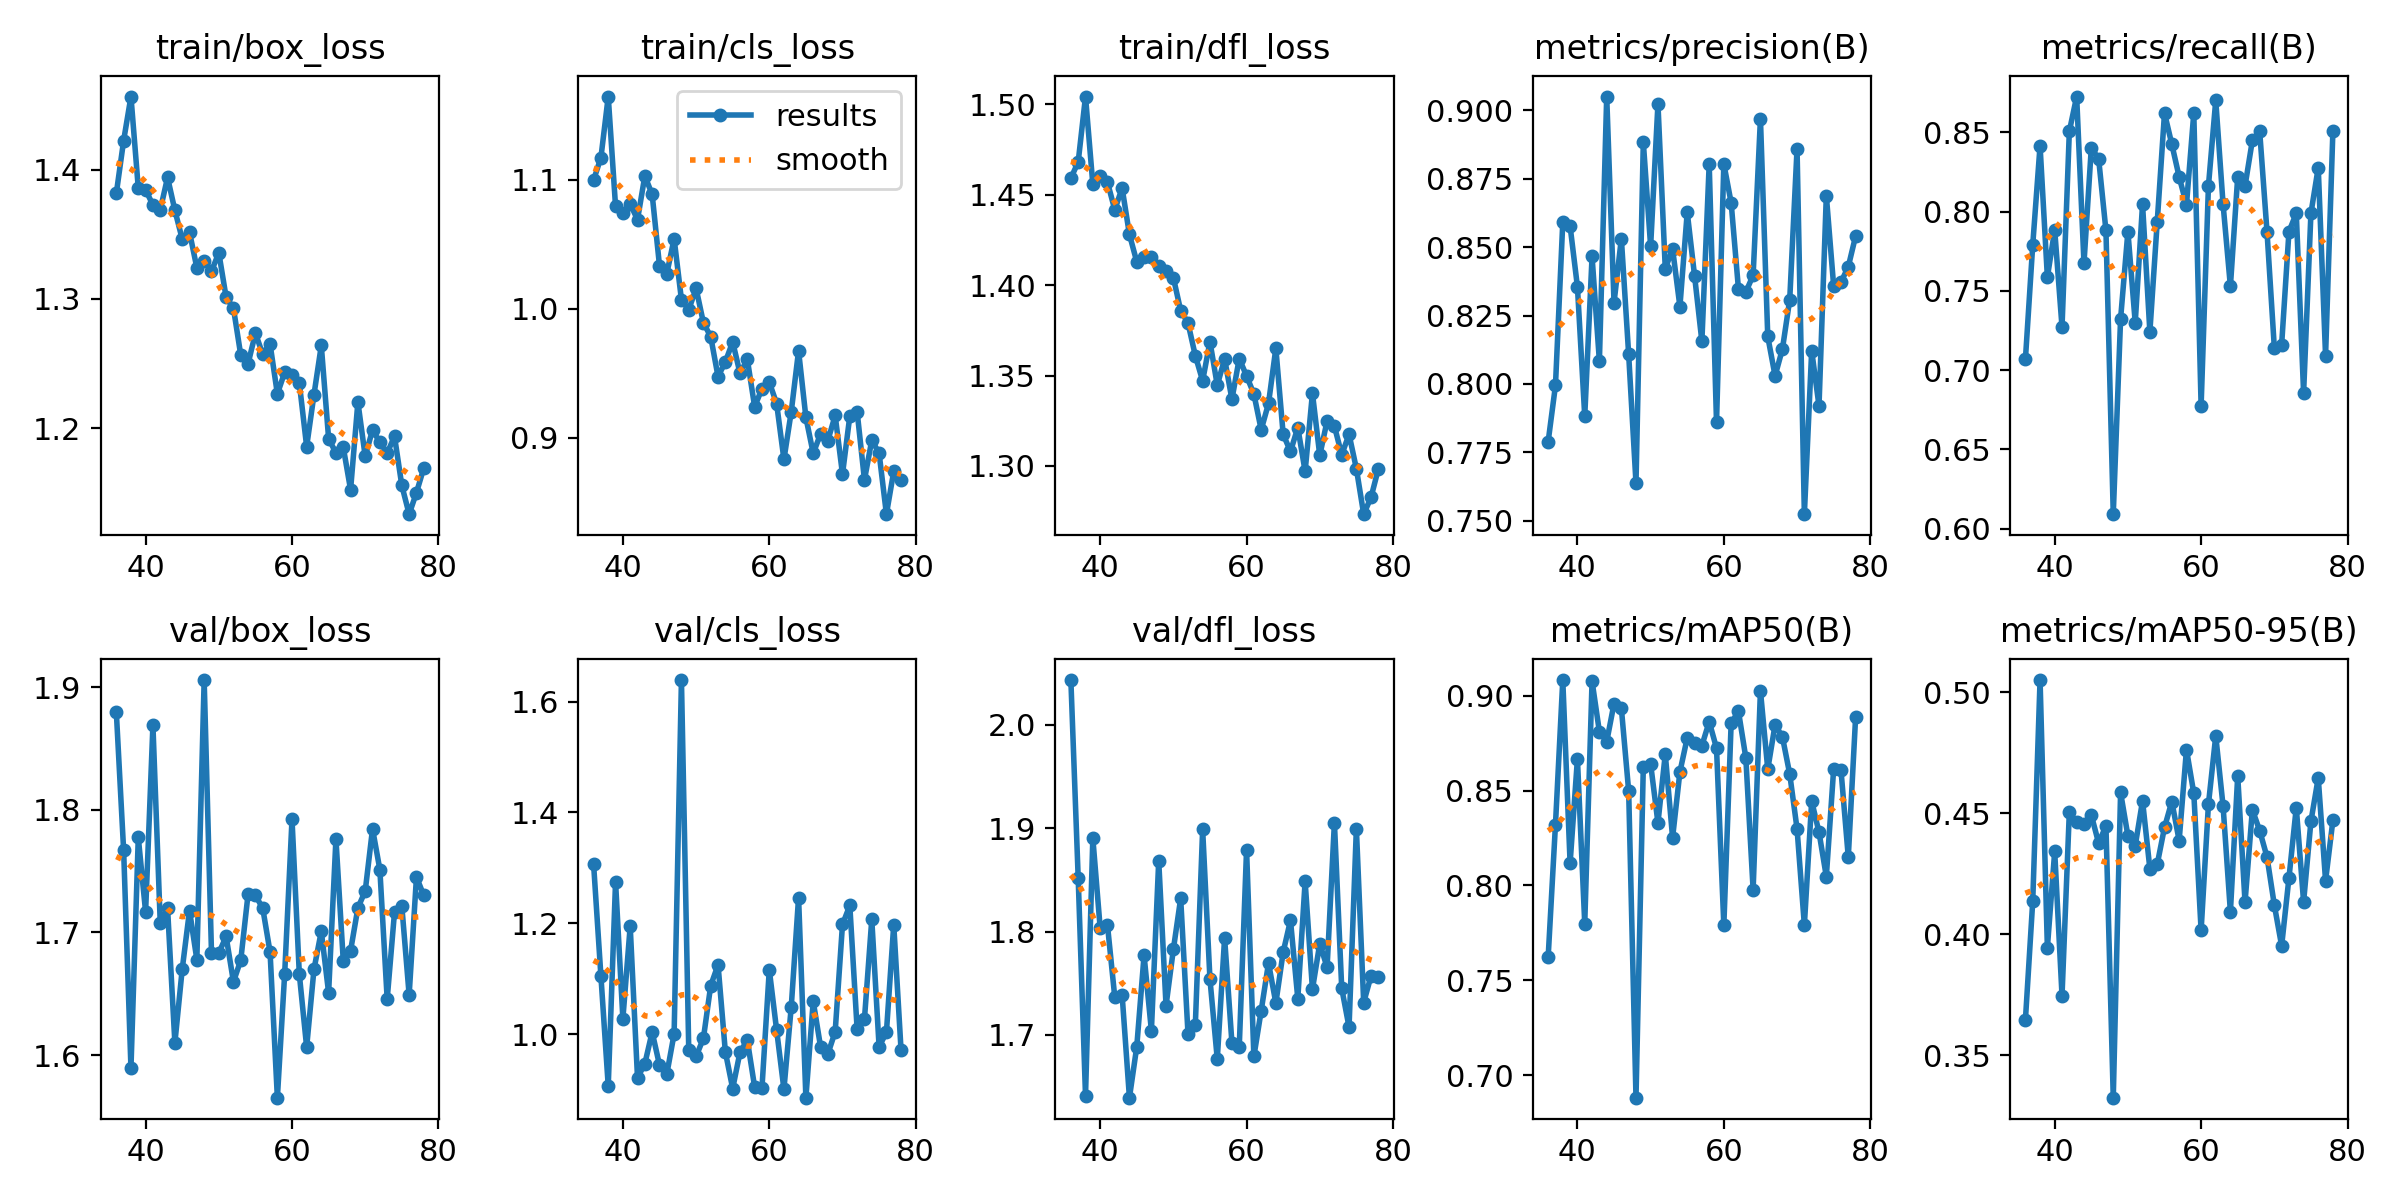 train/box_loss
1.4
1.3
1.2
40 60 80
train/cls_loss
results
smooth
1.1
1.0
0.9
40 60 80
train/dfl_loss
1.50
1.45
1.40
1.35
1.30
40 60 80
metrics/precision(B)
0.900
0.875
0.850
0.825
0.800
0.775
0.750
40 60 80
metrics/recall(B)
0.85
0.80
0.75
0.70
0.65
0.60
40 60 80
val/box_loss
1.9
1.8
1.7
1.6
40 60 80
val/cls_loss
1.6
1.4
1.2
1.0
40 60 80
val/dfl_loss
2.0
1.9
1.8
1.7
40 60 80
metrics/mAP50(B)
0.90
0.85
0.80
0.75
0.70
40 60 80
metrics/mAP50-95(B)
0.50
0.45
0.40
0.35
40 60 80